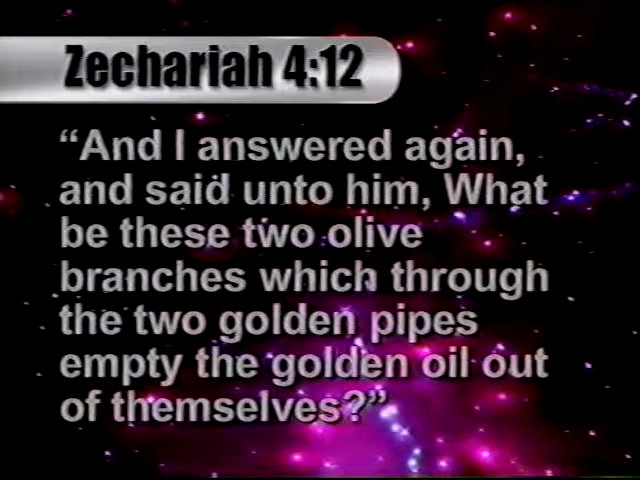 Zechariah 4:12
“And I answered again,
and said unto him, What
be these two olive
branches which through
the two golden pipes
empty the golden oil out
of themselves?”